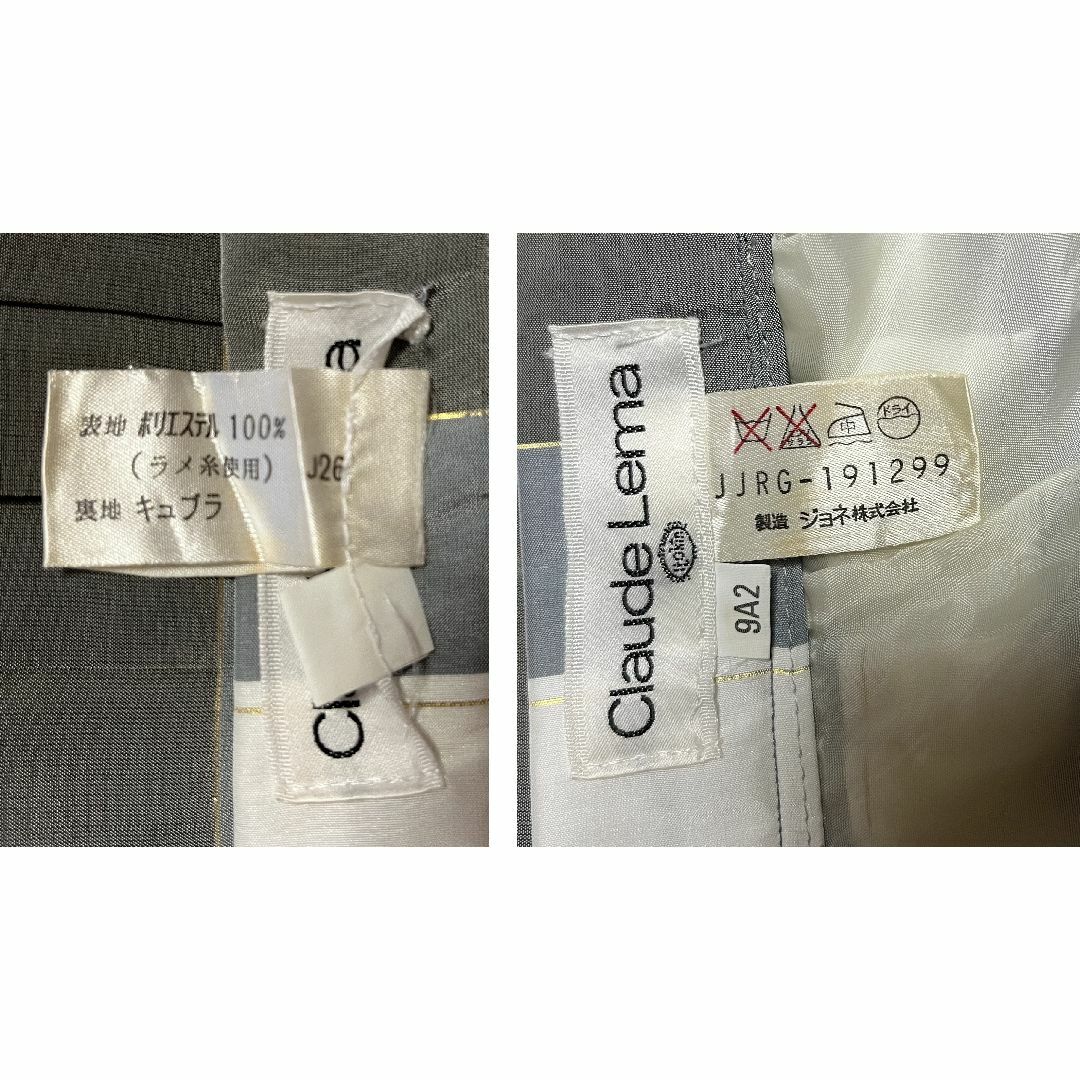 表地 ポリエステル 100%
(ラメ糸使用) J26
裏地 キュプラ
Cl
a
Claude Lema
itokin
中
ドライ
JJRG-191299
製造 ジョネ株式会社
9A2